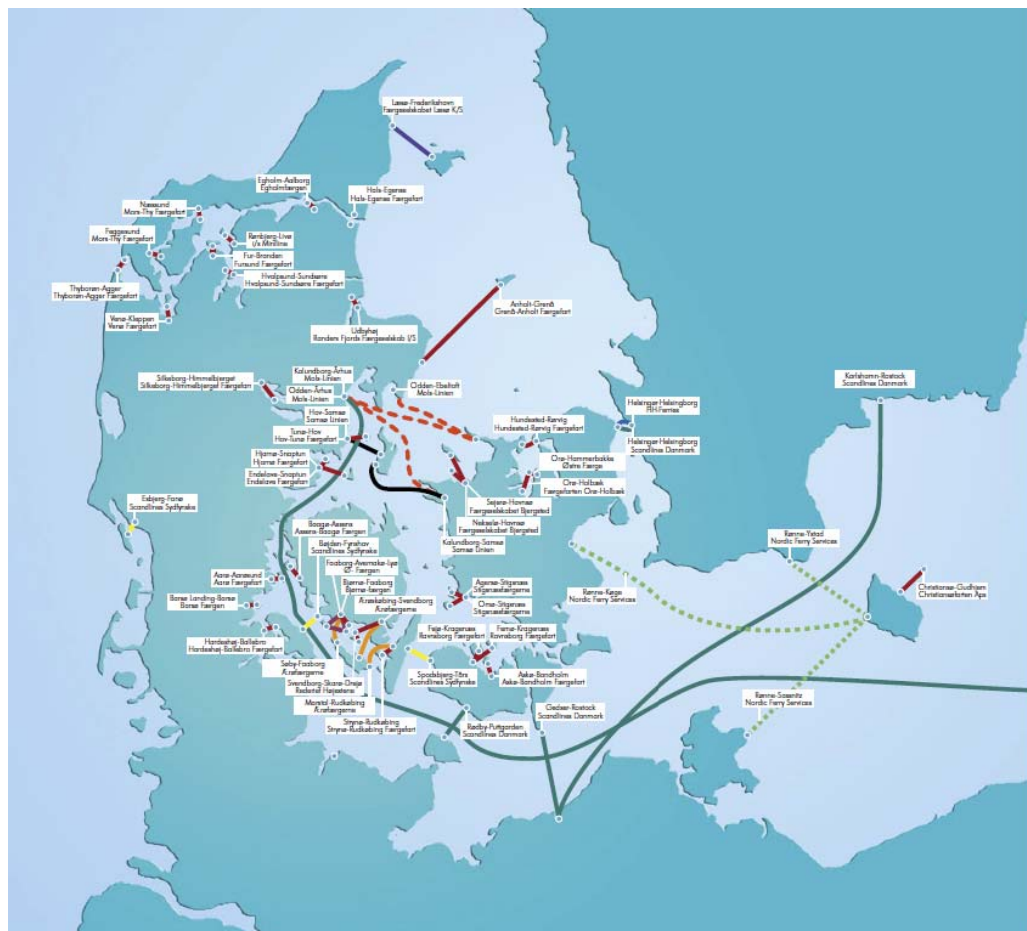 Læsø-Frederikshavn
Færgeselskabet Læsø K/S
Egholm-Aalborg
Egholmfærgen
Hals-Egense
Hals-Egense Færgefart
Næssund
Mors-Thy Færgefart
Feggesund
Mors-Thy Færgefart
Rønbjerg-Livø
I/s Miniline
Fur-Branden
Fursund Færgefart
Hvalpsund-Sundsøre
Hvalpsund-Sundsøre Færgefart
Thyborøn-Agger
Thyborøn-Agger Færgefart
Venø-Kleppen
Venø Færgefart
Udbyhøj
Randers Fjords Færgeselskab I/S
Anholt-Grenå
Grenå-Anholt Færgefart
Kalundborg-Århus
Mols-Linien
Silkeborg-Himmelbjerget
Silkeborg-Himmelbjerget Færgefart
Odden-Århus
Mols-Linien
Odden-Ebeltoft
Mols-Linien
Karlshamn-Rostock
Scandlines Danmark
Hov-Samsø
Samsø Linien
Helsingør-Helsingborg
HH-Ferries
Hundested-Rørvig
Hundested-Rørvig Færgefart
Tunø-Hov
Hov-Tunø Færgefart
Helsingør-Helsingborg
Scandlines Danmark
Hjarnø-Snaptun
Hjarnø Færgefart
Orø-Hammerbakke
Østre Færge
Endelave-Snaptun
Endelave Færgefart
Orø-Holbæk
Færgefarten Orø-Holbæk
Sejerø-Havnsø
Færgeselskabet Bjergsted
Esbjerg-Fanø
Scandlines Sydfynske
Nekselø-Havnsø
Færgeselskabet Bjergsted
Baagø-Assens
Assens-Baagø Færgen
Kalundborg-Samsø
Samsø Linien
Rønne-Ystad
Nordic Ferry Services
Bøjden-Fynshav
Scandlines Sydfynske
Faaborg-Avernakø-Lyø
Ø- Færgen
Aarø-Aarøsund
Aarø Færgefart
Bjørnø-Faaborg
Bjørnø-færgen
Agersø-Stigsnæs
Stigsnæsfærgerne
Rønne-Køge
Nordic Ferry Services
Christiansø-Gudhjem
Christiansøfarten Aps
Ærøskøbing-Svendborg
Ærøfærgerne
Omø-Stigsnæs
Stigsnæsfærgerne
Barsø Landing-Barsø
Barsø Færgen
Fejø-Kragenæs
Ravnsborg Færgefart
Femø-Kragenæs
Ravnsborg Færgefart
Hardeshøj-Ballebro
Hardeshøj-Ballebro Færgefart
Søby-Faaborg
Ærøfærgerne
Spodsbjerg-Tårs
Scandlines Sydfynske
Askø-Bandholm
Askø-Bandholm Færgefart
Svendborg-Skarø-Drejø
Rederiet Højestene
Marstal-Rudkøbing
Ærøfærgerne
Gedser-Rostock
Scandlines Danmark
Rønne-Sassnitz
Nordic Ferry Services
Strynø-Rudkøbing
Strynø-Rudkøbing Færgefart
Rødby-Puttgarden
Scandlines Danmark